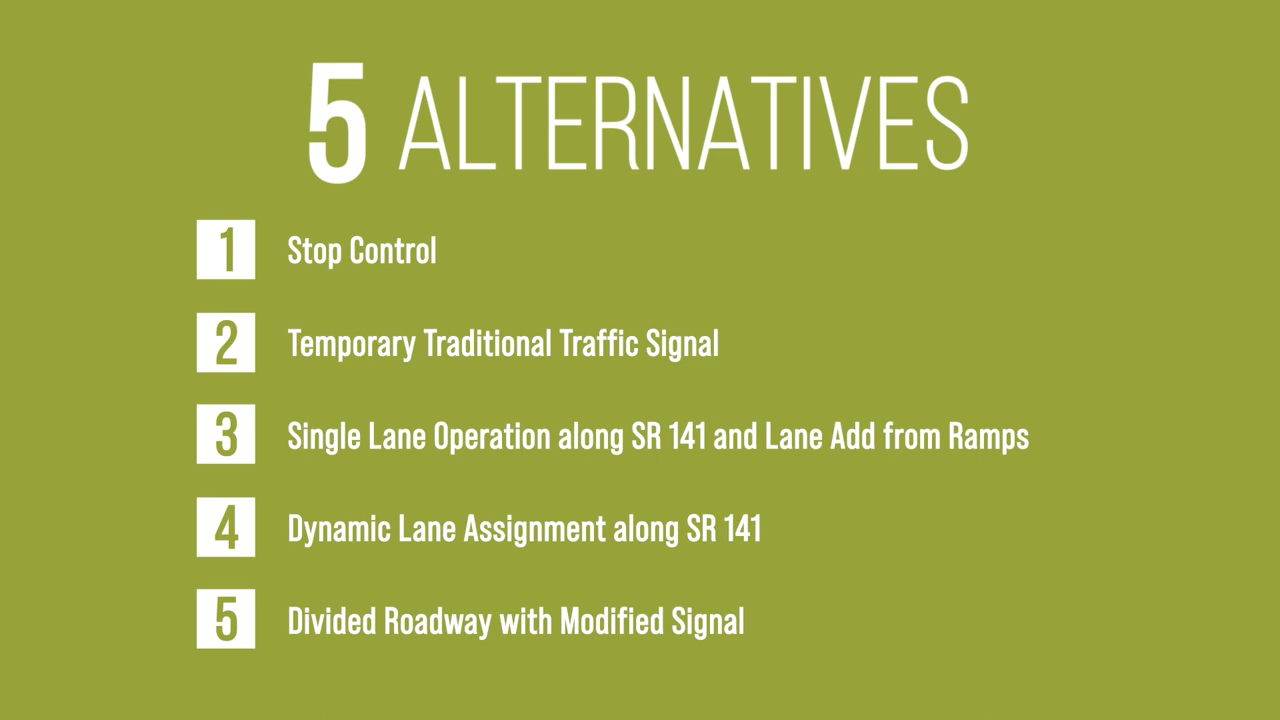 5 ALTERNATIVES
1 Stop Control
2 Temporary Traditional Traffic Signal
3 Single Lane Operation along SR 141 and Lane Add from Ramps
4 Dynamic Lane Assignment along SR 141
5 Divided Roadway with Modified Signal